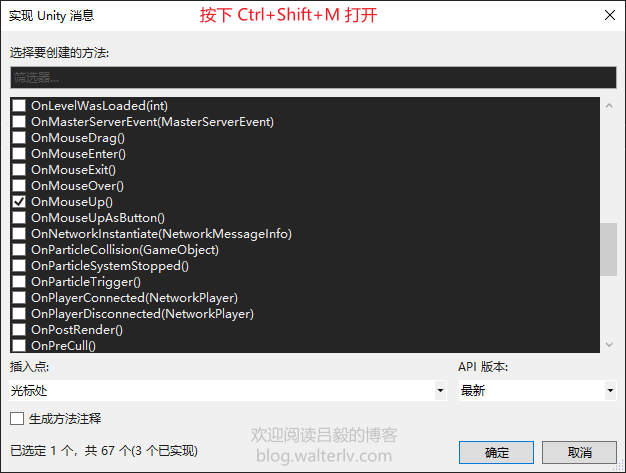 实现 Unity 消息
按下 Ctrl+Shift+M 打开
选择要创建的方法:
筛选器...
OnLevelWasLoaded(int)
OnMasterServerEvent(MasterServerEvent)
OnMouseDrag()
OnMouseEnter()
OnMouseExit()
OnMouseOver()
OnMouseUp()
OnMouseUpAsButton()
OnNetworkInstantiate(NetworkMessageInfo)
OnParticleCollision(GameObject)
OnParticleSystemStopped()
OnParticleTrigger()
OnPlayerConnected(NetworkPlayer)
OnPlayerDisconnected(NetworkPlayer)
OnPostRender()
OnPreCull()
插入点:
API 版本:
光标处
最新
生成方法注释
已选定 1 个，共 67 个(3 个已实现)
欢迎阅读吕毅的博客
blog.walterlv.com
确定
取消